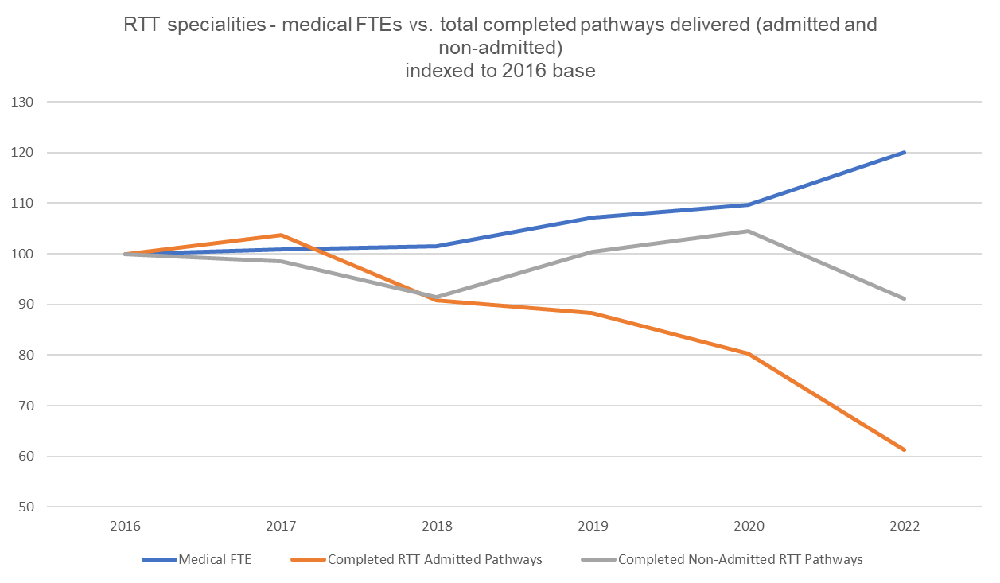 RTT specialities - medical FTEs vs. total completed pathways delivered (admitted and
non-admitted)
indexed to 2016 base
130
120
110
100
90
80
70
60
50
2016 2017 2018 2019 2020 2022
Medical FTE Completed RTT Admitted Pathways Completed Non-Admitted RTT Pathways